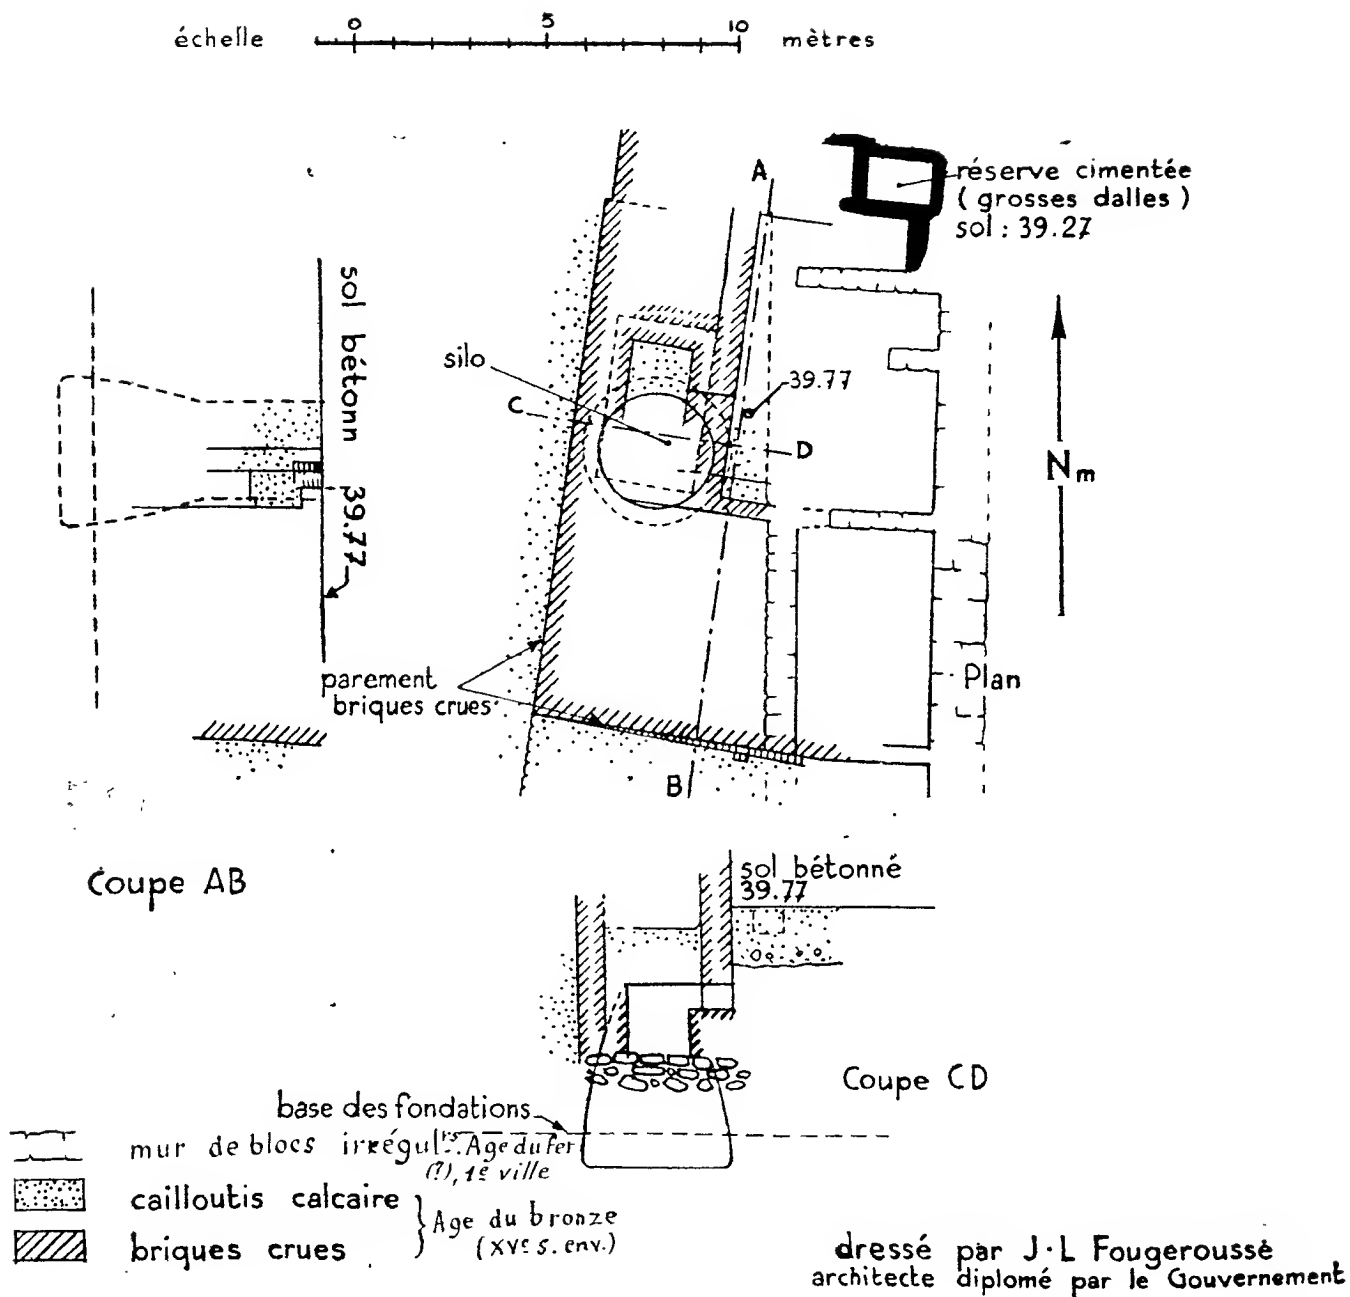 échelle 0 5 10 mètres
A
réserve cimentée
(grosses dalles)
sol : 39.27
sol bétonn 39.77
silo
39.77
C
D
Nm
parement
briques crues
Plan
B
Coupe AB
sol bétonné
39.77
Coupe CD
base des fondations
mur de blocs irrégulrs. Age du Fer
(?), 1e ville
cailloutis calcaire
Age du bronze
(XVe s. env.)
briques crues
dressé par J.L Fougerousse
architecte diplomé par le Gouvernement